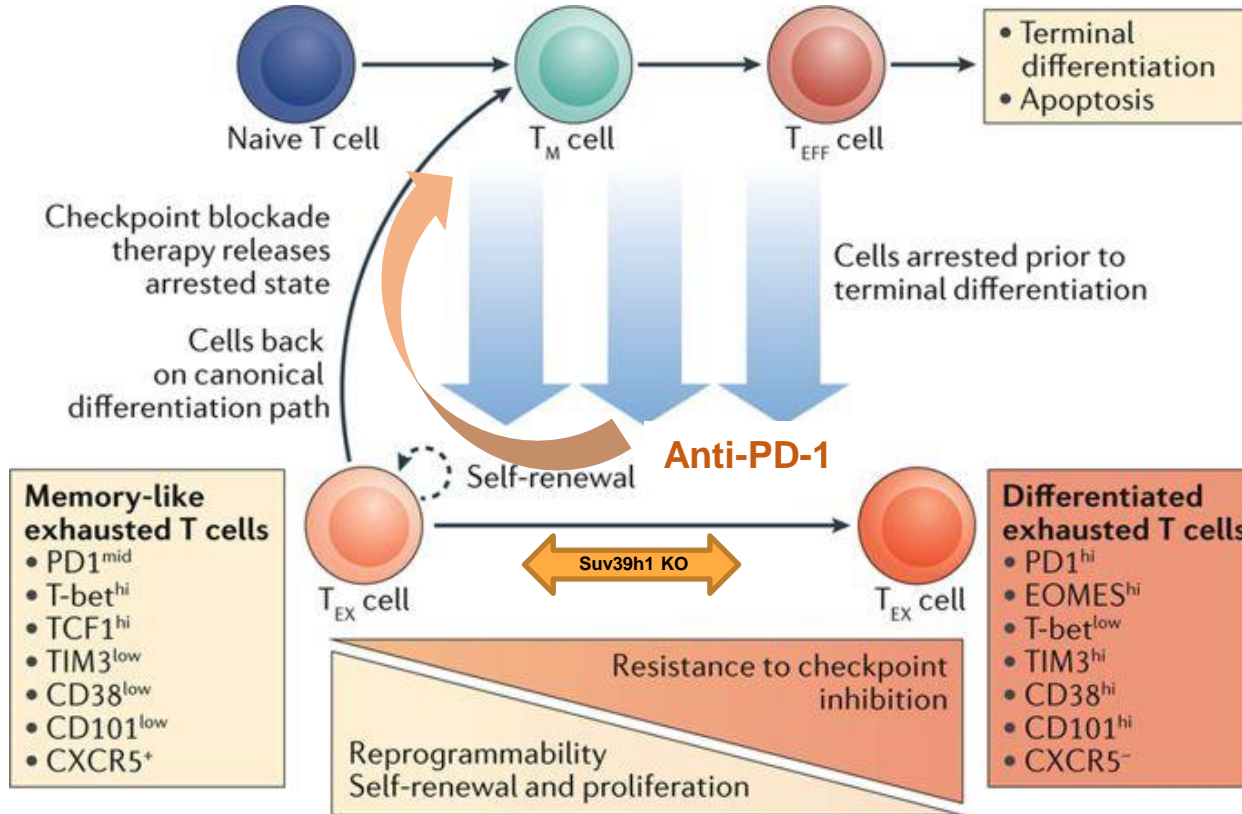 Naive T cell
T_M cell
T_EFF cell
• Terminal
differentiation
• Apoptosis
Checkpoint blockade
therapy releases
arrested state
Cells back
on canonical
differentiation path
Cells arrested prior to
terminal differentiation
Anti-PD-1
Self-renewal
Suv39h1 KO
T_EX cell
T_EX cell
Memory-like
exhausted T cells
• PD1^mid
• T-bet^hi
• TCF1^hi
• TIM3^low
• CD38^low
• CD101^low
• CXCR5^+
Differentiated
exhausted T cells
• PD1^hi
• EOMES^hi
• T-bet^low
• TIM3^hi
• CD38^hi
• CD101^hi
• CXCR5^−
Resistance to checkpoint
inhibition
Reprogrammability
Self-renewal and proliferation